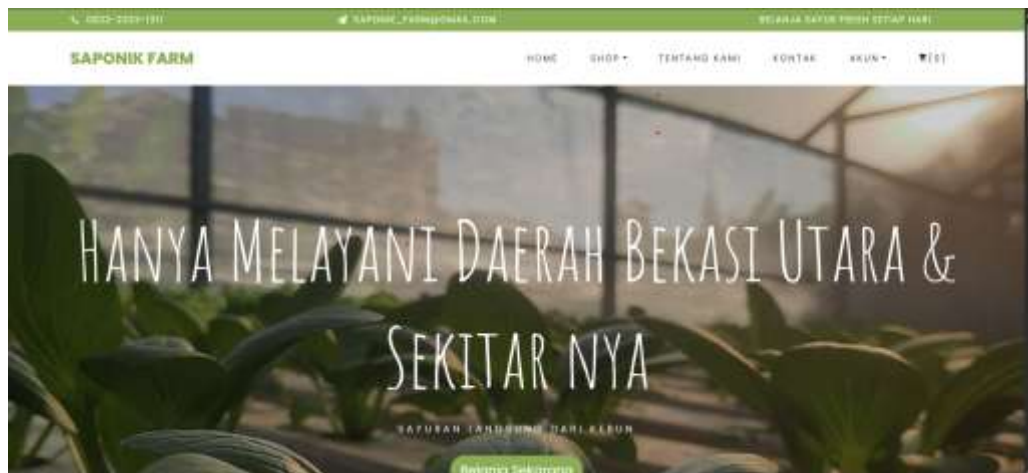 SAPONIK_FARM@GMAIL.COM
BELANJA SAYUR FRESH SETIAP HARI
SAPONIK FARM
HOME SHOP TENTANG KAMI KONTAK AKUN [0]
HANYA MELAYANI DAERAH BEKASI UTARA &
SEKITAR NYA
SAYURAN LANGSUNG DARI KEBUN
Belanja Sekarang